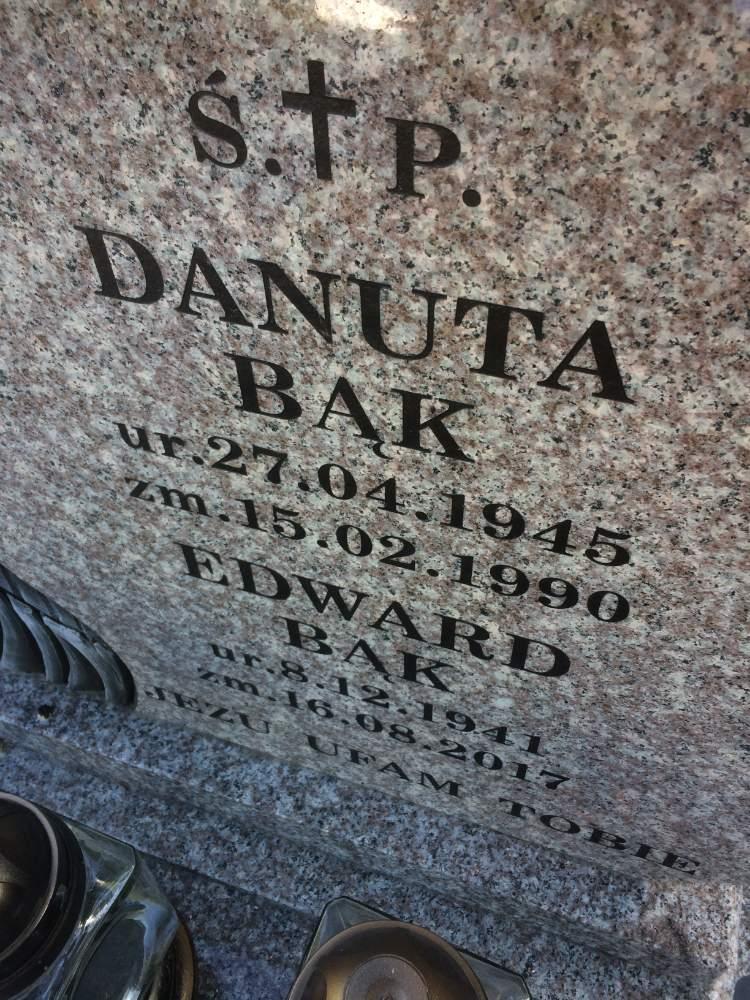 Ś.†P.
DANUTA
BĄK
ur.27.04.1945
zm.15.02.1990
EDWARD
BĄK
ur.8.12.1941
zm.16.08.2017
JEZU UFAM TOBIE